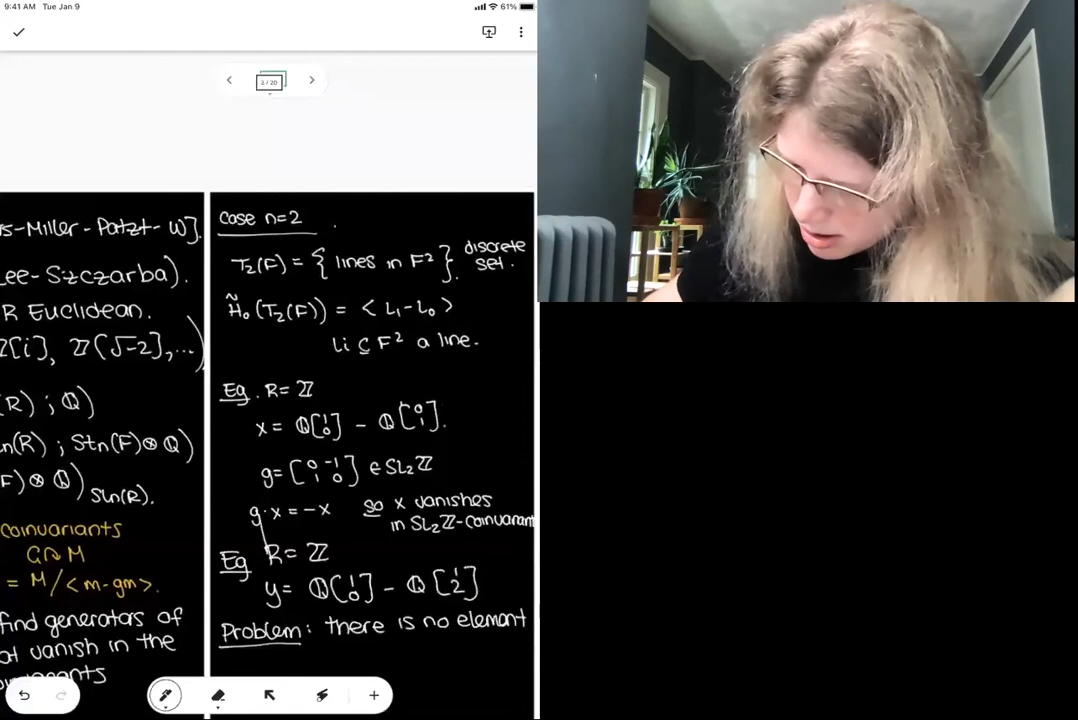 9:41 AM Tue Jan 9
61%
2 / 20
s-Miller-Patzt-W].
ee-Szczarba).
R Euclidean.
Z[i], ℤ[√-2],...)
(R) ; ℚ)
n(R) ; Stn(F)⊗ℚ)
F)⊗ℚ)SLn(R).
coinvariants
G↷M
= M/<m-gm>.
find generators of
at vanish in the
Case n=2
T₂(F) = { lines in F² }. discrete set.
H̃₀(T₂(F)) = < L₁-L₀ >
Li ⊆ F² a line.
Eg. R = ℤ
x = ℚ[1 0] - ℚ[0 1].
g = [0 -1 1 0] ∈ SL₂ℤ
g·x = -x so x vanishes
in SL₂ℤ-coinvariant
Eg R = ℤ
y = ℚ[1 0] - ℚ[1 2]
Problem: there is no element